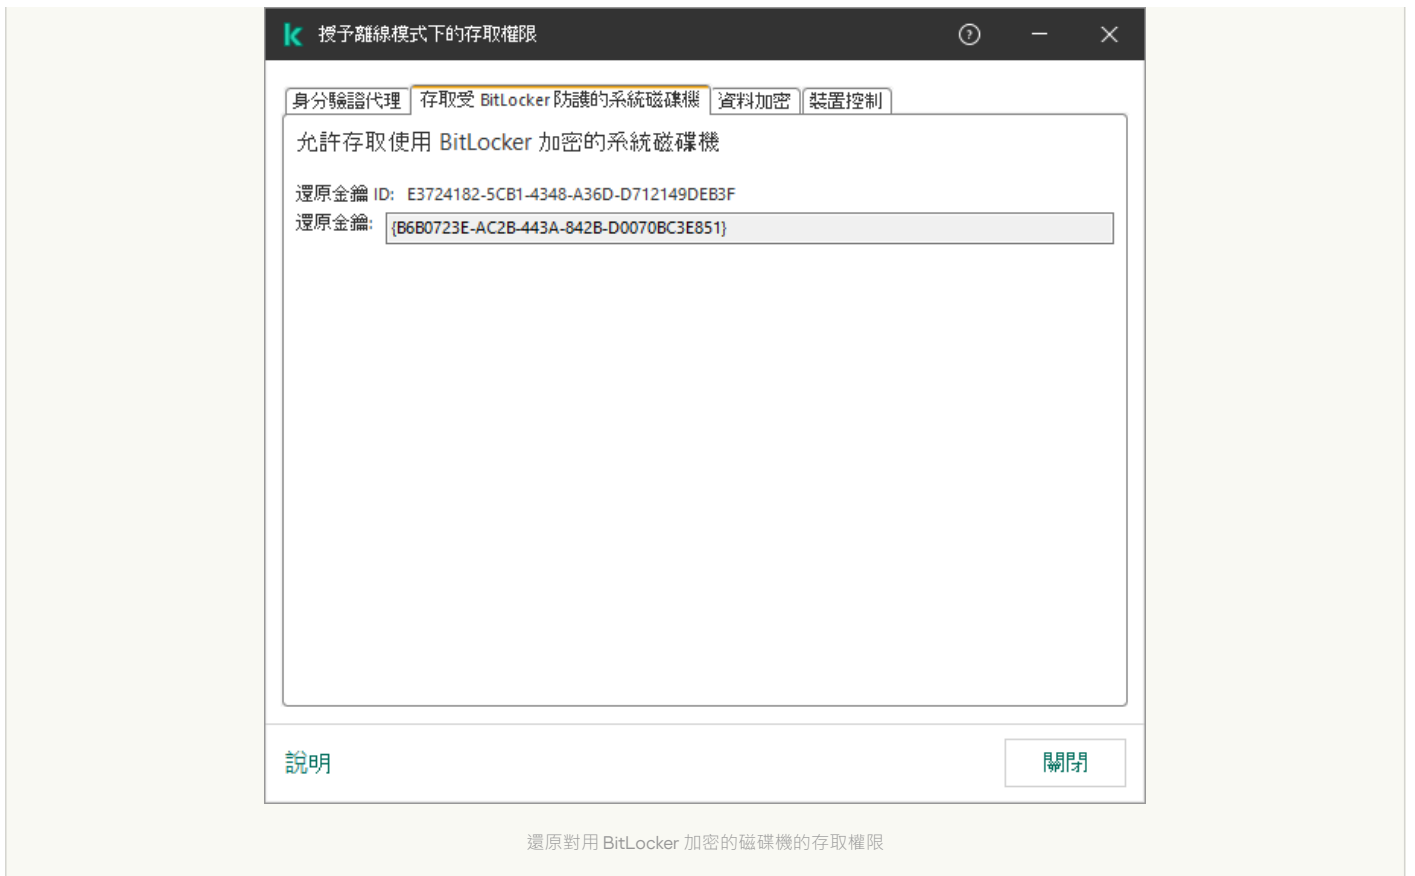 授予離線模式下的存取權限
身分驗證代理 存取受 BitLocker 防護的系統磁碟機 資料加密 裝置控制
允許存取使用 BitLocker 加密的系統磁碟機
還原金鑰 ID: E3724182-5CB1-4348-A36D-D712149DEB3F
還原金鑰: {B6B0723E-AC2B-443A-842B-D0070BC3E851}
說明 關閉
還原對用 BitLocker 加密的磁碟機的存取權限